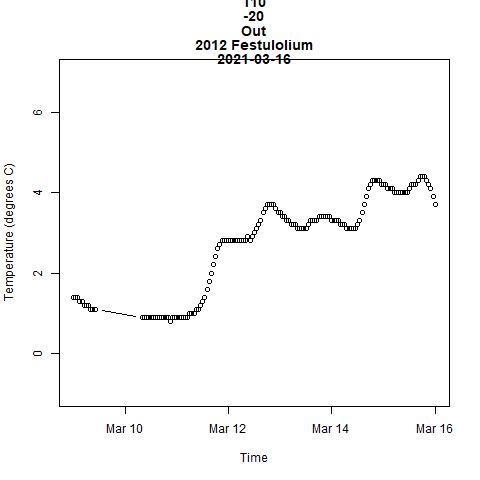 110
-20
Out
2012 Festulolium
2021-03-16
6
4
2
0
Temperature (degrees C)
Mar 10
Mar 12
Mar 14
Mar 16
Time